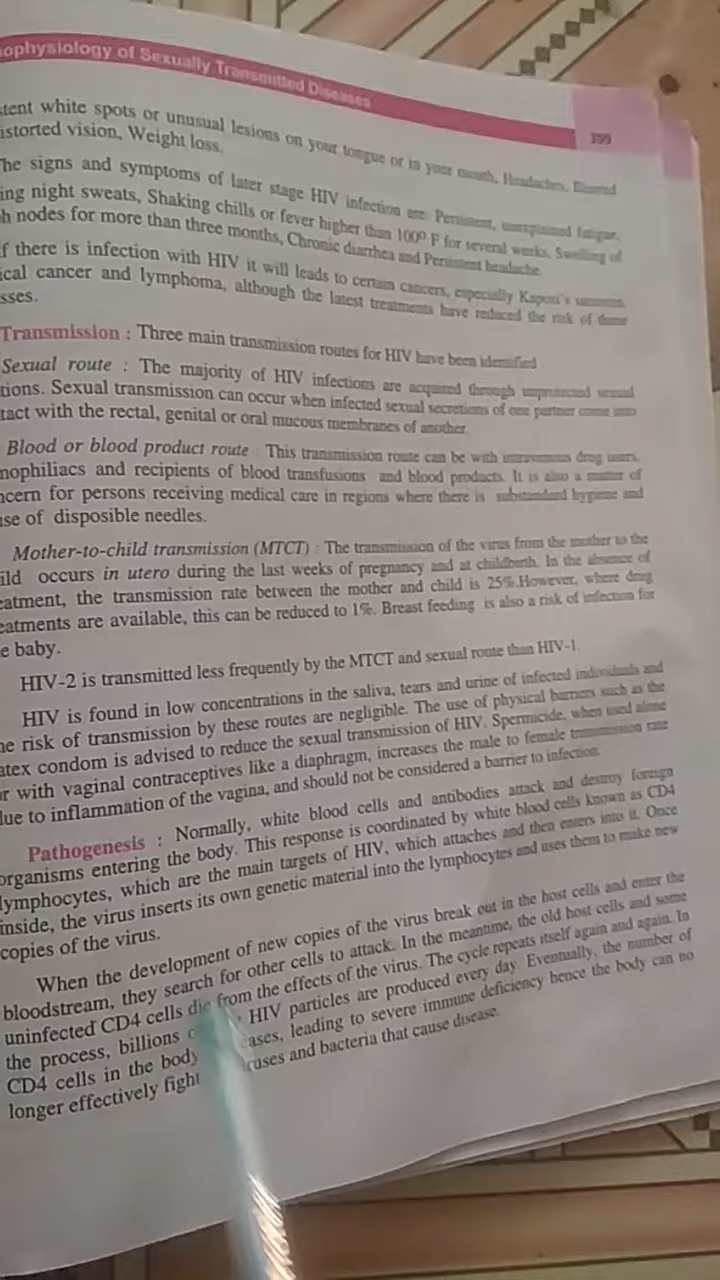 ophysiology of Sexually Transmitted Diseases
399
tent white spots or unusual lesions on your tongue or in your mouth, Headaches, Blurred
istorted vision, Weight loss.
he signs and symptoms of later stage HIV infection are: Persistent, unexplained fatigue,
ing night sweats, Shaking chills or fever higher than 100⁰ F for several weeks, Swelling of
h nodes for more than three months, Chronic diarrhea and Persistent headache.
f there is infection with HIV it will leads to certain cancers, especially Kaposi's sarcoma,
ical cancer and lymphoma, although the latest treatments have reduced the risk of these
sses.
Transmission : Three main transmission routes for HIV have been identified
Sexual route : The majority of HIV infections are acquired through unprotected sexual
tions. Sexual transmission can occur when infected sexual secretions of one partner come into
tact with the rectal, genital or oral mucous membranes of another.
Blood or blood product route : This transmission route can be with intravenous drug users,
mophiliacs and recipients of blood transfusions and blood products. It is also a matter of
ncern for persons receiving medical care in regions where there is substandard hygiene and
use of disposible needles.
Mother-to-child transmission (MTCT) : The transmission of the virus from the mother to the
ild occurs in utero during the last weeks of pregnancy and at childbirth. In the absence of
eatment, the transmission rate between the mother and child is 25%.However, where drug
eatments are available, this can be reduced to 1%. Breast feeding is also a risk of infection for
e baby.
HIV-2 is transmitted less frequently by the MTCT and sexual route than HIV-1.
HIV is found in low concentrations in the saliva, tears and urine of infected individuals and
he risk of transmission by these routes are negligible. The use of physical barriers such as the
atex condom is advised to reduce the sexual transmission of HIV. Spermicide, when used alone
r with vaginal contraceptives like a diaphragm, increases the male to female transmission rate
lue to inflammation of the vagina, and should not be considered a barrier to infection.
Pathogenesis : Normally, white blood cells and antibodies attack and destroy foreign
organisms entering the body. This response is coordinated by white blood cells known as CD4
lymphocytes, which are the main targets of HIV, which attaches and then enters into it. Once
inside, the virus inserts its own genetic material into the lymphocytes and uses them to make new
copies of the virus.
When the development of new copies of the virus break out in the host cells and enter the
bloodstream, they search for other cells to attack. In the meantime, the old host cells and some
uninfected CD4 cells die from the effects of the virus. The cycle repeats itself again and again. In
the process, billions HIV particles are produced every day. Eventually, the number of
CD4 cells in the body eases, leading to severe immune deficiency hence the body can no
longer effectively fight ruses and bacteria that cause disease.